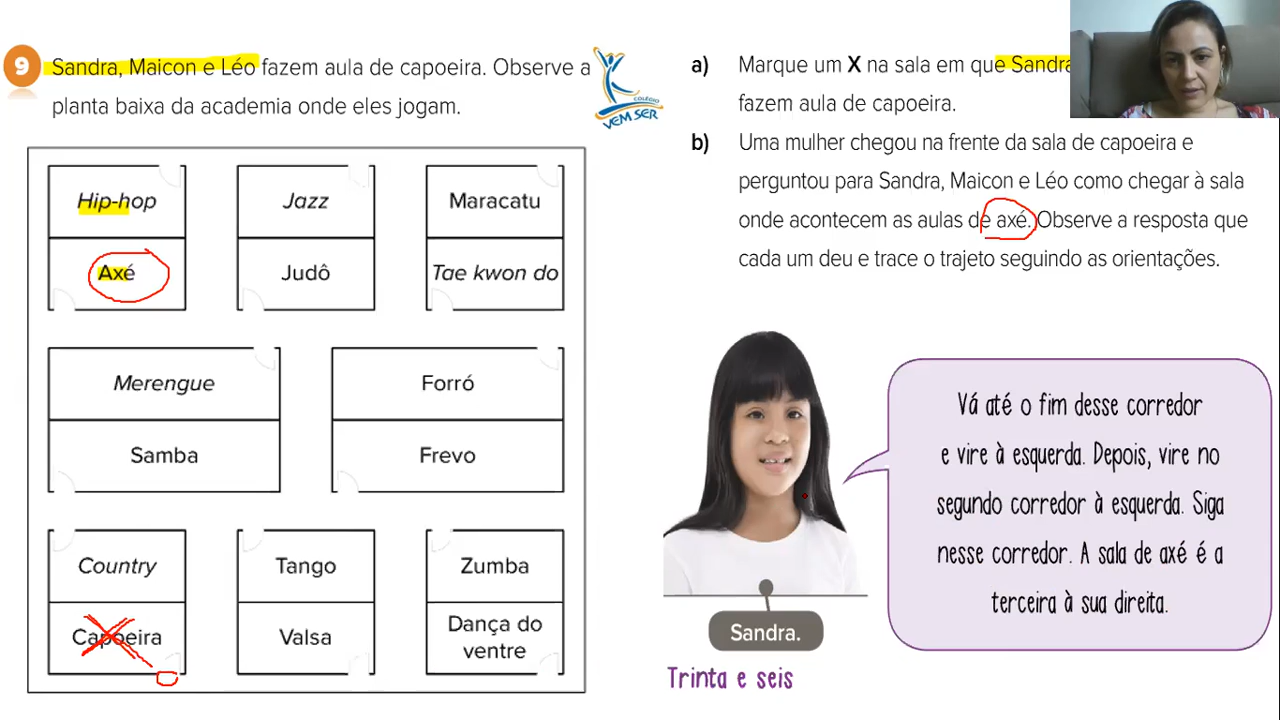 9 Sandra, Maicon e Léo fazem aula de capoeira. Observe a
planta baixa da academia onde eles jogam.
COLÉGIO
VEM SER
Hip-hop
Jazz
Maracatu
Axé
Judô
Tae kwon do
Merengue
Forró
Samba
Frevo
Country
Tango
Zumba
Capoeira
Valsa
Dança do
ventre
a) Marque um X na sala em que Sandra
fazem aula de capoeira.
b) Uma mulher chegou na frente da sala de capoeira e
perguntou para Sandra, Maicon e Léo como chegar à sala
onde acontecem as aulas de axé. Observe a resposta que
cada um deu e trace o trajeto seguindo as orientações.
Vá até o fim desse corredor
e vire à esquerda. Depois, vire no
segundo corredor à esquerda. Siga
nesse corredor. A sala de axé é a
terceira à sua direita.
Sandra.
Trinta e seis